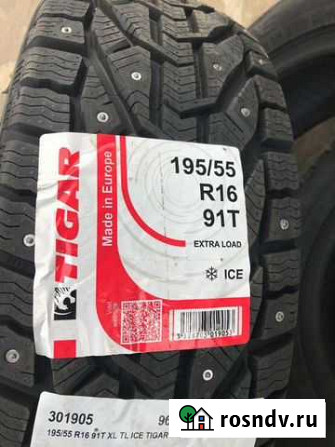 TIGAR
Made in Europe
195/55
R16
91T
EXTRA LOAD
ICE
301905
195/55 R16 91T XL TL ICE TIGAR
rosndv.ru